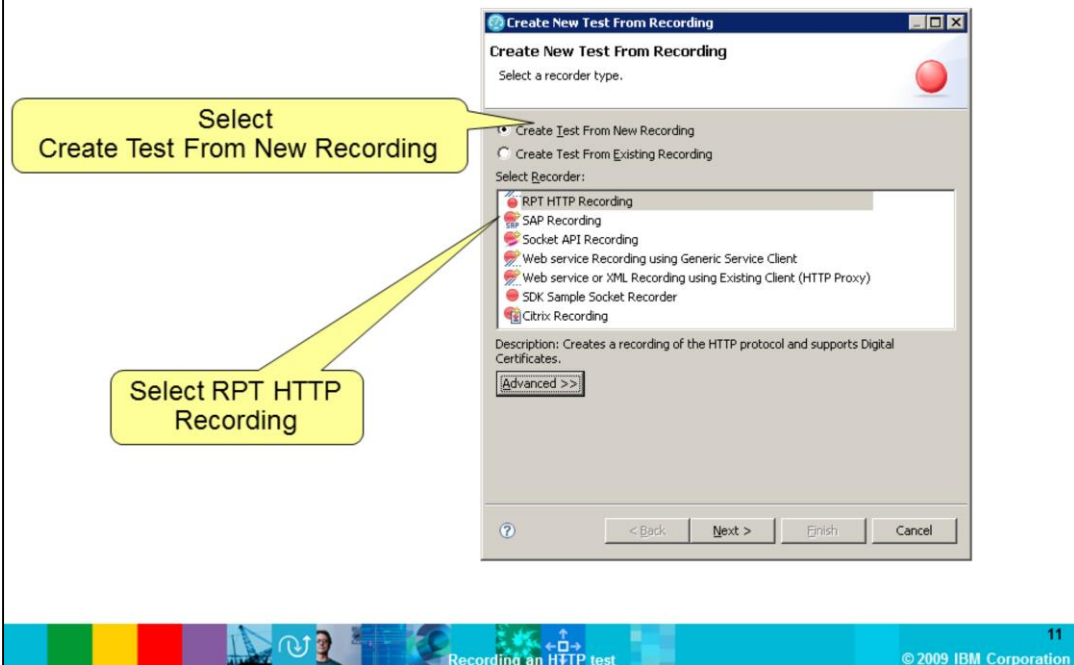 Create New Test From Recording
Create New Test From Recording
Select a recorder type.
Select
Create Test From New Recording
Create Test From New Recording
Create Test From Existing Recording
Select Recorder:
RPT HTTP Recording
SAP Recording
Socket API Recording
Web service Recording using Generic Service Client
Web service or XML Recording using Existing Client (HTTP Proxy)
SDK Sample Socket Recorder
Citrix Recording
Description: Creates a recording of the HTTP protocol and supports Digital
Certificates.
Advanced >>
Select RPT HTTP
Recording
< Back
Next >
Finish
Cancel
11
Recording an HTTP test
© 2009 IBM Corporation